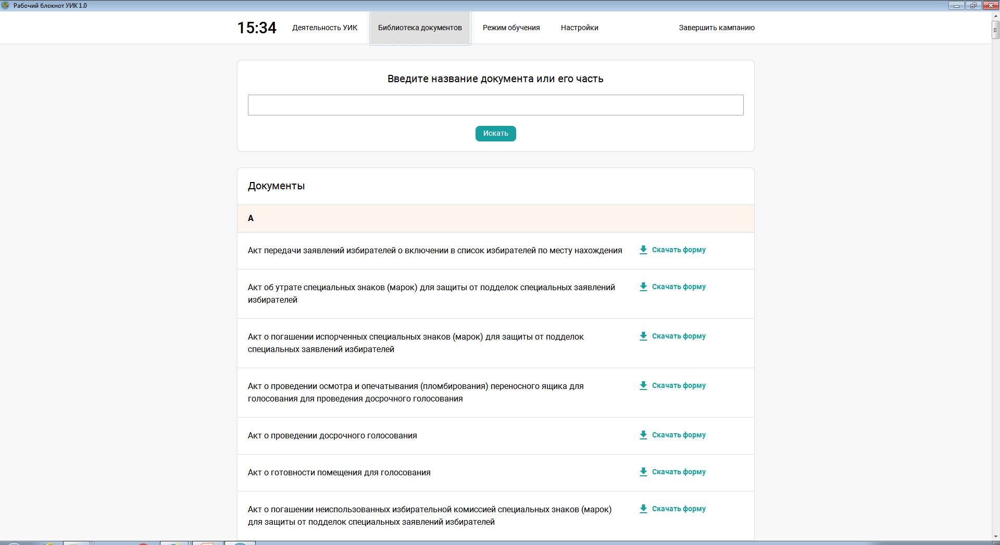 Рабочий блокнот УИК 1.0
15:34
Деятельность УИК
Библиотека документов
Режим обучения
Настройки
Завершить кампанию
Введите название документа или его часть
Искать
Документы
А
Акт передачи заявлений избирателей о включении в список избирателей по месту нахождения
Скачать форму
Акт об утрате специальных знаков (марок) для защиты от подделок специальных заявлений
избирателей
Скачать форму
Акт о погашении испорченных специальных знаков (марок) для защиты от подделок
специальных заявлений избирателей
Скачать форму
Акт о проведении осмотра и опечатывания (пломбирования) переносного ящика для
голосования для проведения досрочного голосования
Скачать форму
Акт о проведении досрочного голосования
Скачать форму
Акт о готовности помещения для голосования
Скачать форму
Акт о погашении неиспользованных избирательной комиссией специальных знаков (марок)
для защиты от подделок специальных заявлений избирателей
Скачать форму